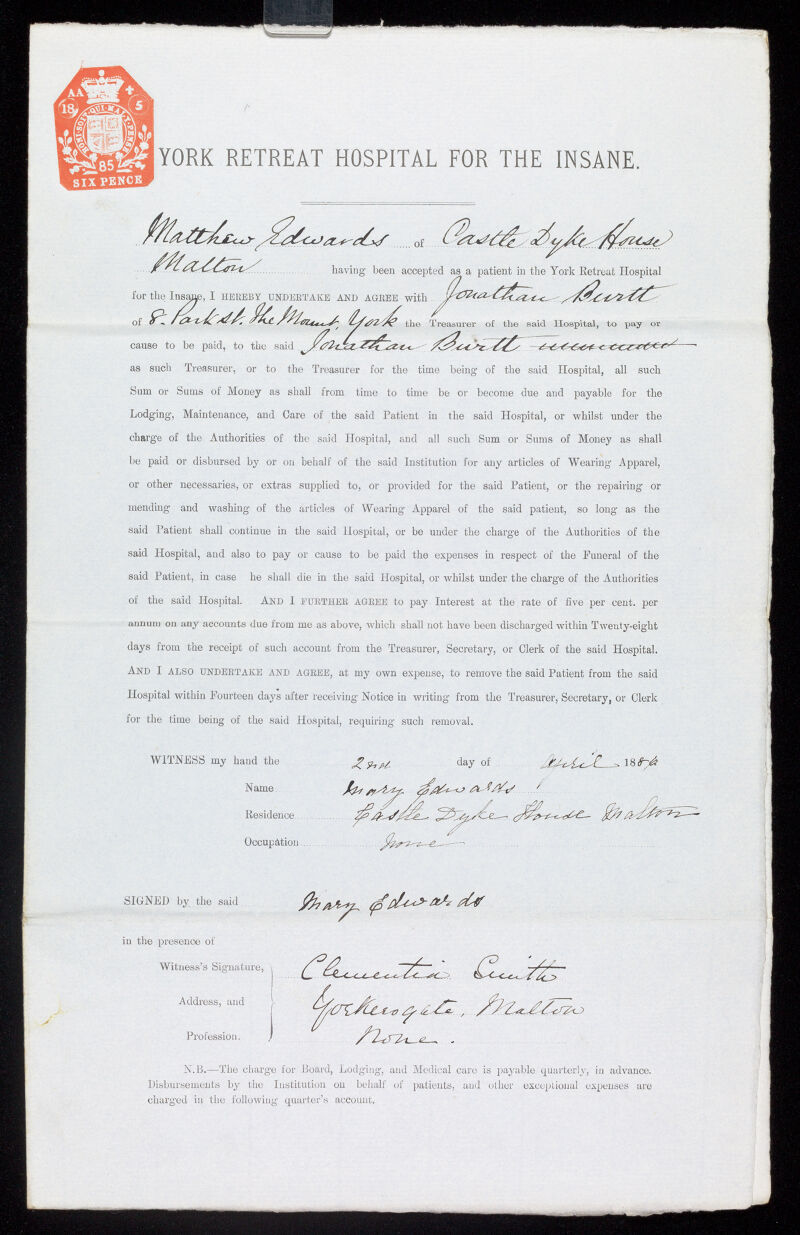 AA
18 5
HONI·SOIT·QUI·MAL·Y·PENSE
85
SIX PENCE
YORK RETREAT HOSPITAL FOR THE INSANE.
Matthew Edwards of Castle Dyke House
Malton having been accepted as a patient in the York Retreat Hospital
for the Insane, I HEREBY UNDERTAKE AND AGREE with Jonathan Burtt
of 8. Park St. The Mount, York the Treasurer of the said Hospital, to pay or
cause to be paid, to the said Jonathan Burtt
as such Treasurer, or to the Treasurer for the time being of the said Hospital, all such
Sum or Sums of Money as shall from time to time be or become due and payable for the
Lodging, Maintenance, and Care of the said Patient in the said Hospital, or whilst under the
charge of the Authorities of the said Hospital, and all such Sum or Sums of Money as shall
be paid or disbursed by or on behalf of the said Institution for any articles of Wearing Apparel,
or other necessaries, or extras supplied to, or provided for the said Patient, or the repairing or
mending and washing of the articles of Wearing Apparel of the said patient, so long as the
said Patient shall continue in the said Hospital, or be under the charge of the Authorities of the
said Hospital, and also to pay or cause to be paid the expenses in respect of the Funeral of the
said Patient, in case he shall die in the said Hospital, or whilst under the charge of the Authorities
of the said Hospital. AND I FURTHER AGREE to pay Interest at the rate of five per cent. per
annum on any accounts due from me as above, which shall not have been discharged within Twenty-eight
days from the receipt of such account from the Treasurer, Secretary, or Clerk of the said Hospital.
AND I ALSO UNDERTAKE AND AGREE, at my own expense, to remove the said Patient from the said
Hospital within Fourteen days after receiving Notice in writing from the Treasurer, Secretary, or Clerk
for the time being of the said Hospital, requiring such removal.
WITNESS my hand the 2nd day of April 1886
Name Mary Edwards
Residence Castle Dyke House Malton
Occupation None
SIGNED by the said Mary Edwards
in the presence of
Witness's Signature, Clementia Smith
Address, and Yorkersgate, Malton
Profession. None.
N.B.—The charge for Board, Lodging, and Medical care is payable quarterly, in advance.
Disbursements by the Institution on behalf of patients, and other exceptional expenses are
charged in the following quarter's account.